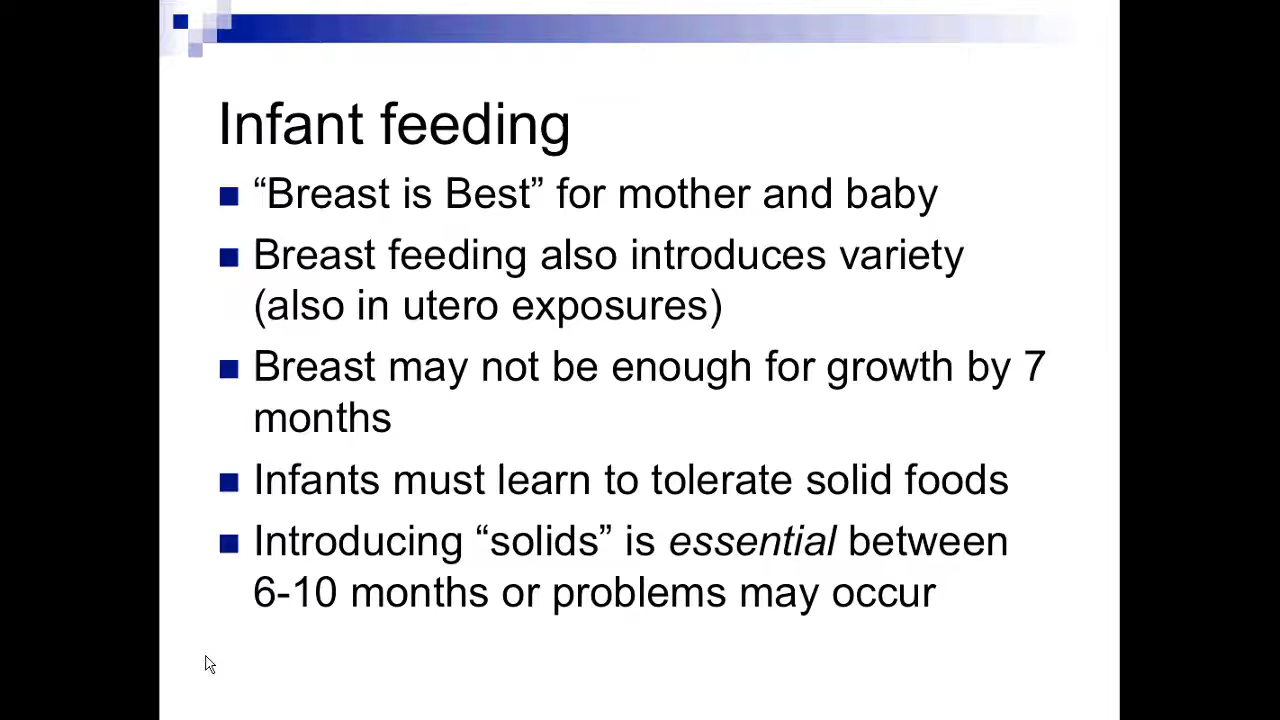 Infant feeding
“Breast is Best” for mother and baby
Breast feeding also introduces variety
(also in utero exposures)
Breast may not be enough for growth by 7
months
Infants must learn to tolerate solid foods
Introducing “solids” is essential between
6-10 months or problems may occur